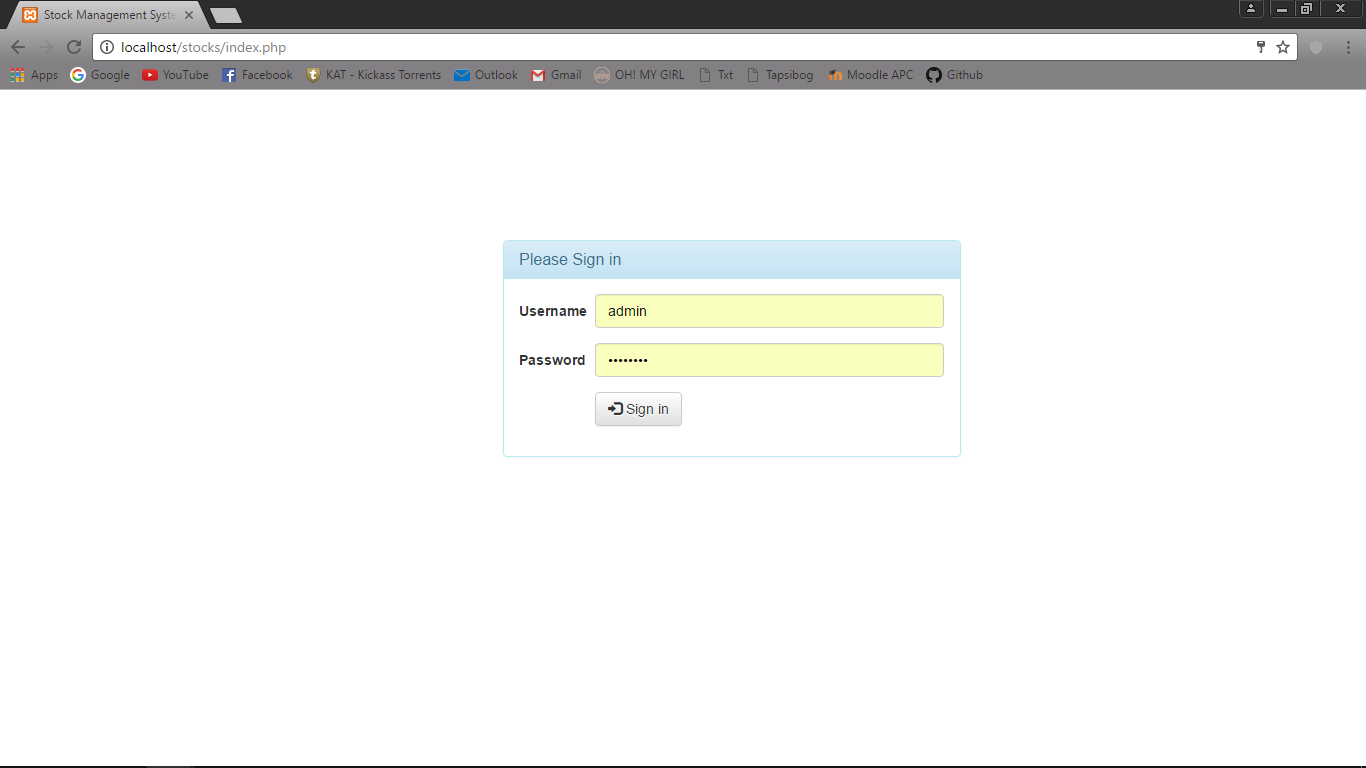 Stock Management Syste
localhost/stocks/index.php
Apps Google YouTube Facebook KAT - Kickass Torrents Outlook Gmail OH! MY GIRL Txt Tapsibog Moodle APC Github
Please Sign in
Username admin
Password ••••••••
Sign in